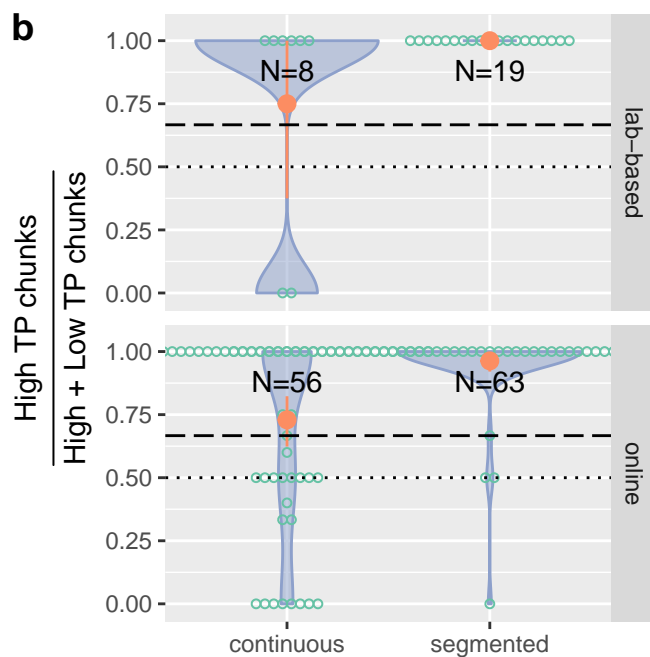 b
High TP chunks
High + Low TP chunks
1.00
0.75
0.50
0.25
0.00
N=8
N=19
lab−based
1.00
0.75
0.50
0.25
0.00
N=56
N=63
online
continuous
segmented